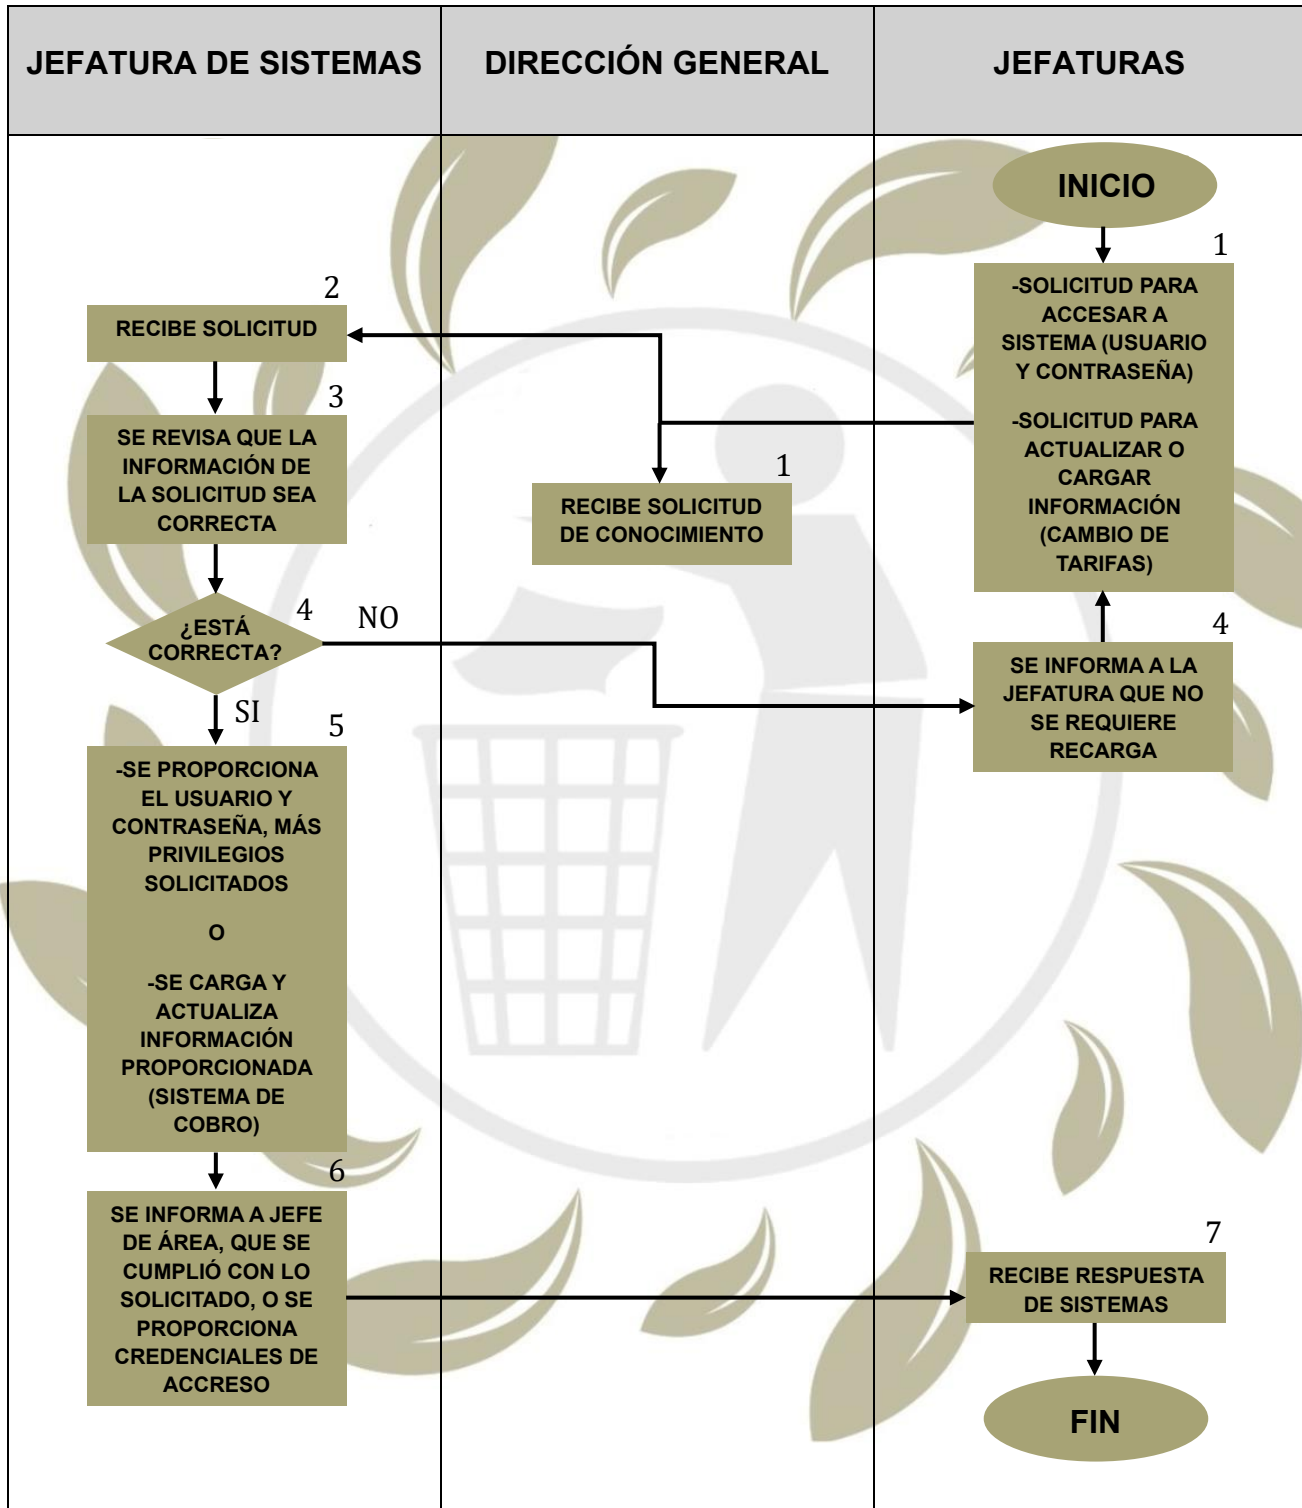 JEFATURA DE SISTEMAS
DIRECCIÓN GENERAL
JEFATURAS
INICIO
1
-SOLICITUD PARA
ACCESAR A
SISTEMA (USUARIO
Y CONTRASEÑA)
-SOLICITUD PARA
ACTUALIZAR O
CARGAR
INFORMACIÓN
(CAMBIO DE
TARIFAS)
1
RECIBE SOLICITUD
DE CONOCIMIENTO
2
RECIBE SOLICITUD
3
SE REVISA QUE LA
INFORMACIÓN DE
LA SOLICITUD SEA
CORRECTA
4
¿ESTÁ
CORRECTA?
NO
4
SE INFORMA A LA
JEFATURA QUE NO
SE REQUIERE
RECARGA
SI
5
-SE PROPORCIONA
EL USUARIO Y
CONTRASEÑA, MÁS
PRIVILEGIOS
SOLICITADOS
O
-SE CARGA Y
ACTUALIZA
INFORMACIÓN
PROPORCIONADA
(SISTEMA DE
COBRO)
6
SE INFORMA A JEFE
DE ÁREA, QUE SE
CUMPLIÓ CON LO
SOLICITADO, O SE
PROPORCIONA
CREDENCIALES DE
ACCRESO
7
RECIBE RESPUESTA
DE SISTEMAS
FIN